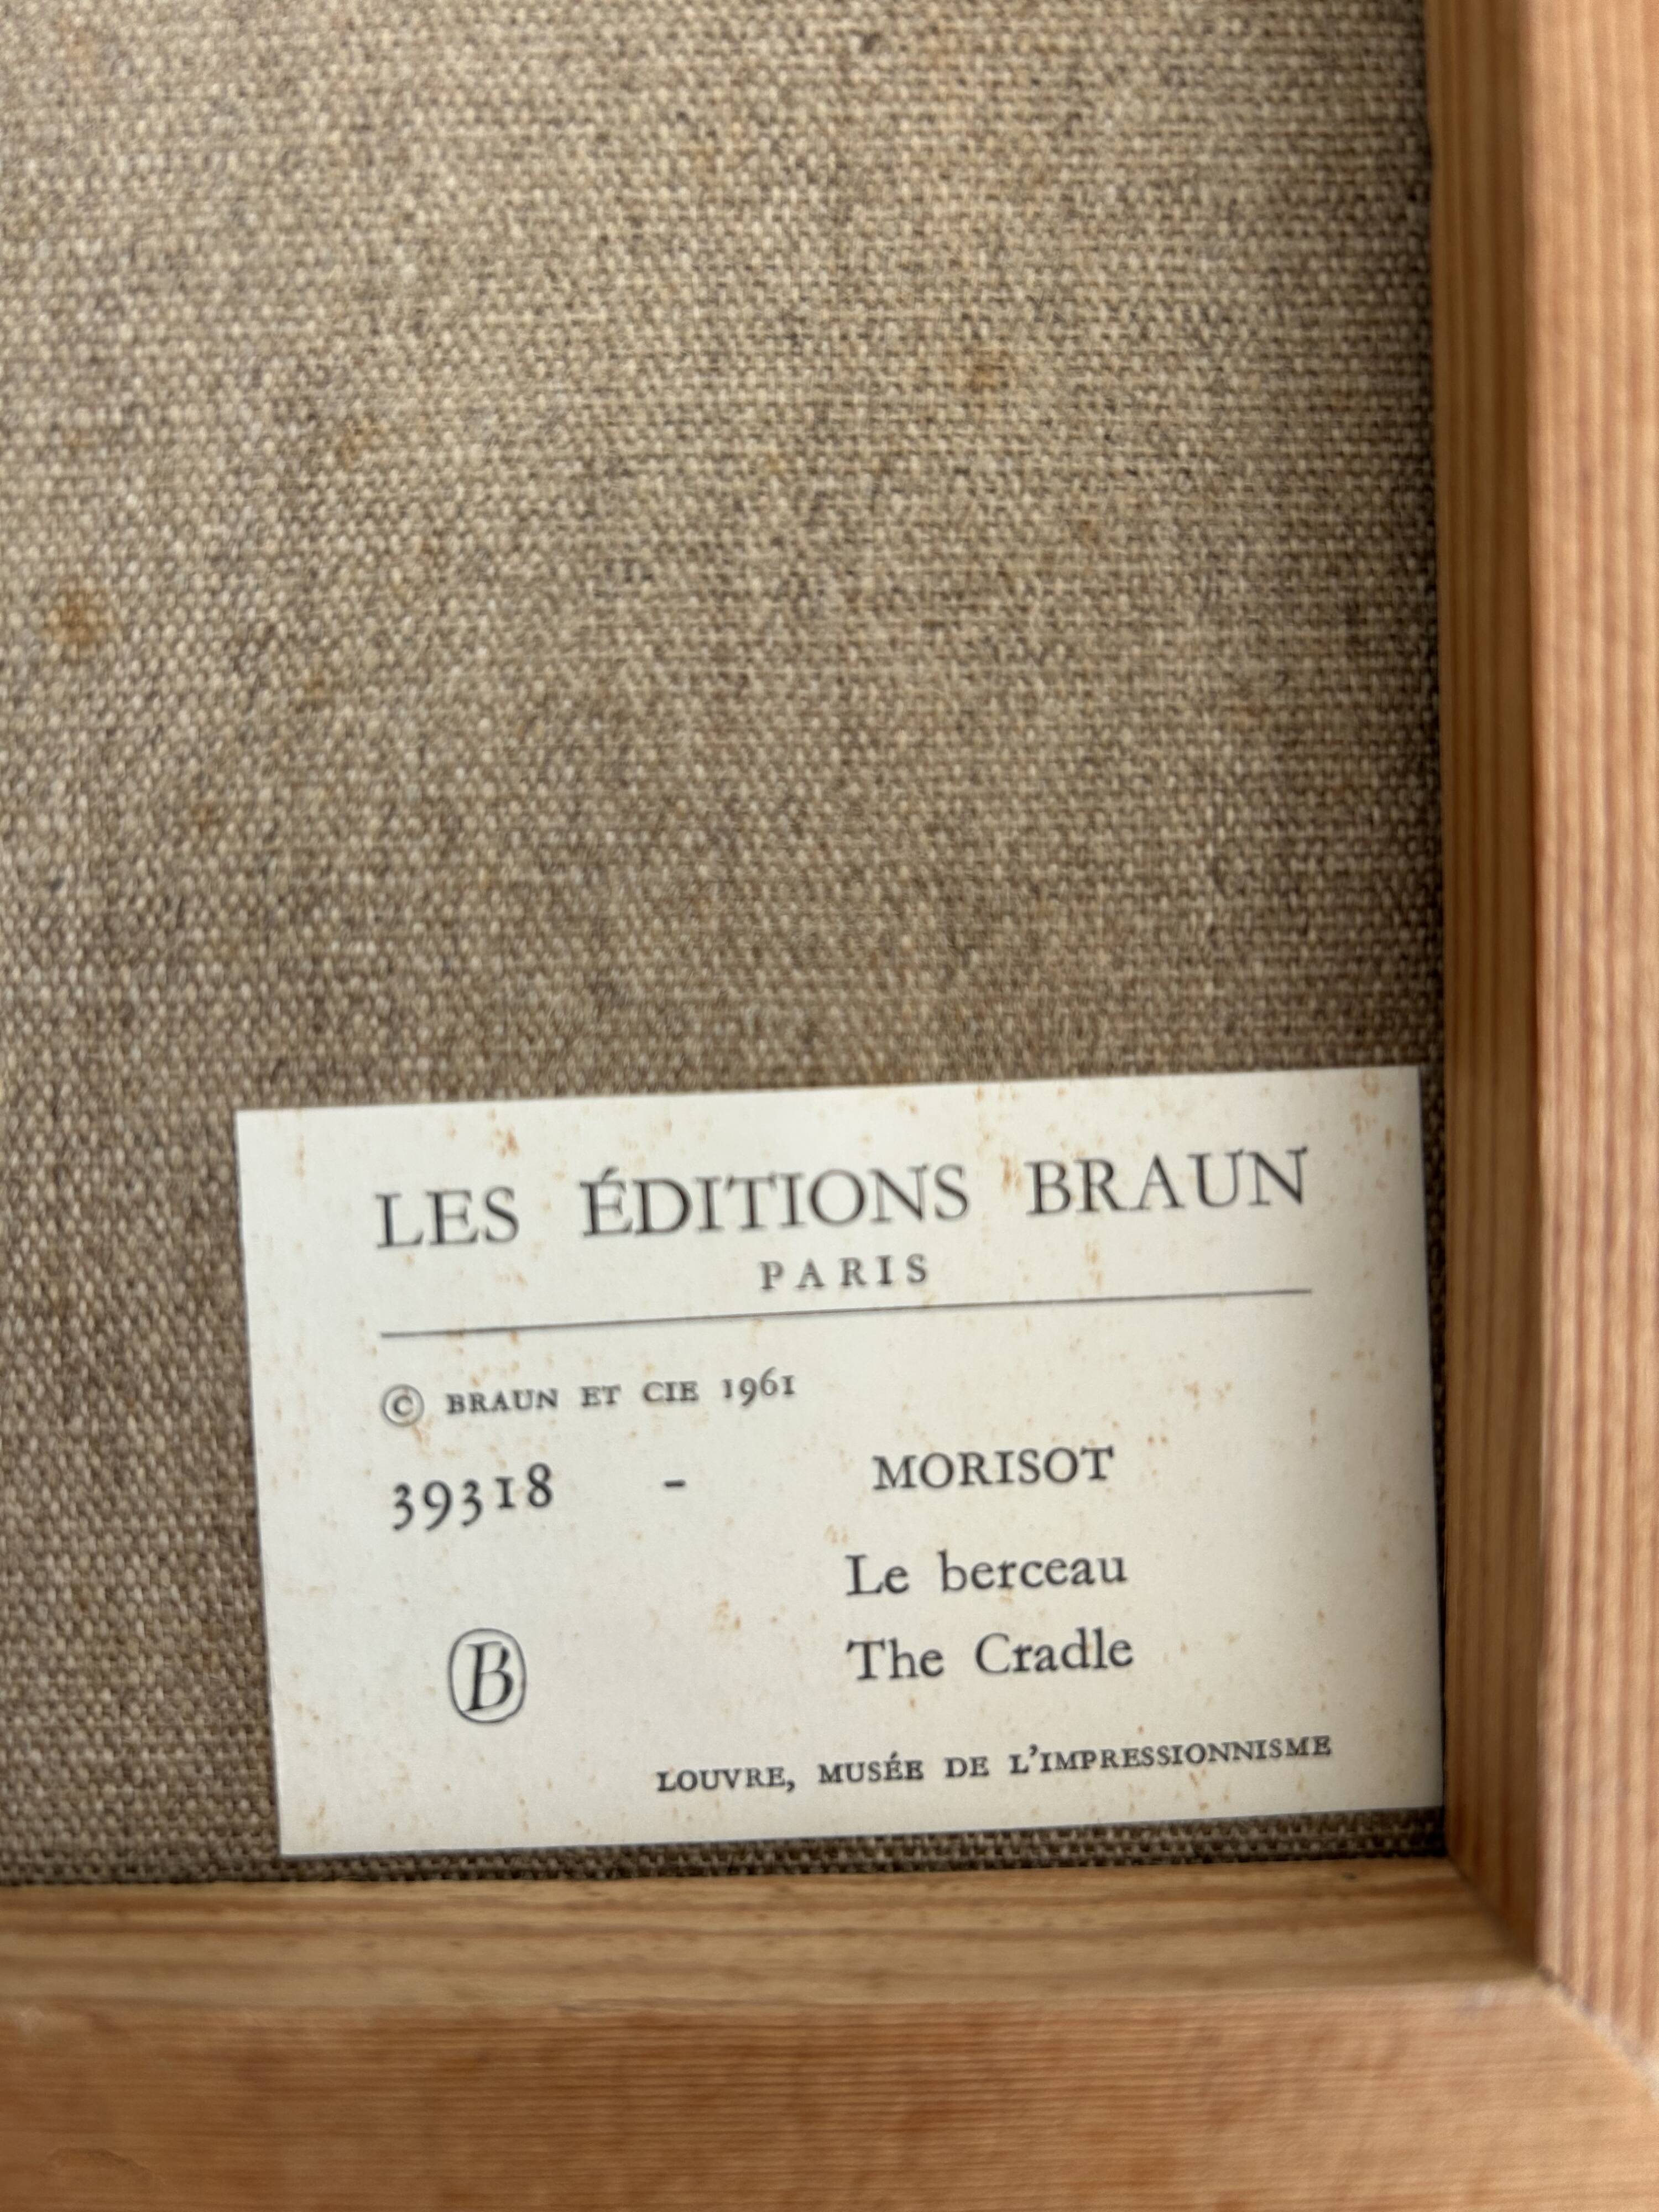 LES ÉDITIONS BRAUN
PARIS
© BRAUN ET CIE 1961
39318 - MORISOT
Le berceau
The Cradle
B
LOUVRE, MUSÉE DE L'IMPRESSIONNISME